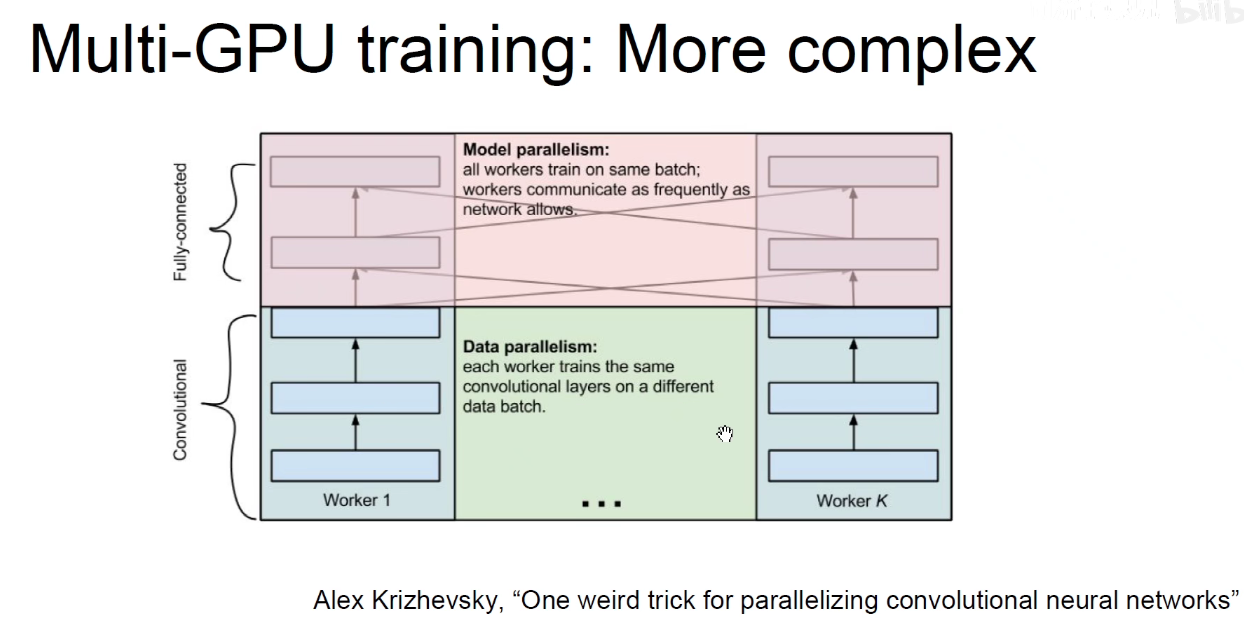 Multi-GPU training: More complex
Fully-connected
Model parallelism:
all workers train on same batch;
workers communicate as frequently as
network allows.
Convolutional
Data parallelism:
each worker trains the same
convolutional layers on a different
data batch.
Worker 1
...
Worker K
Alex Krizhevsky, “One weird trick for parallelizing convolutional neural networks”